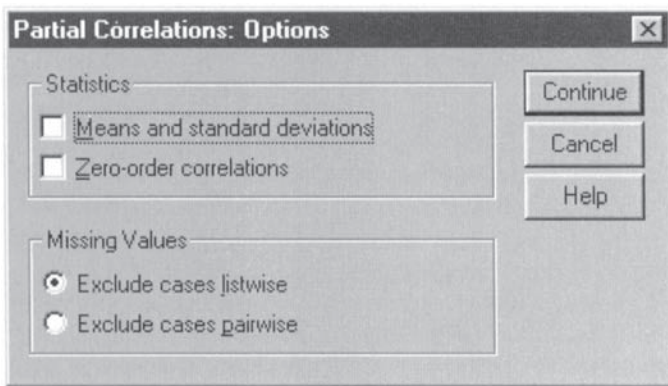 Partial Correlations: Options
Statistics
Means and standard deviations
Zero-order correlations
Missing Values
Exclude cases listwise
Exclude cases pairwise
Continue
Cancel
Help